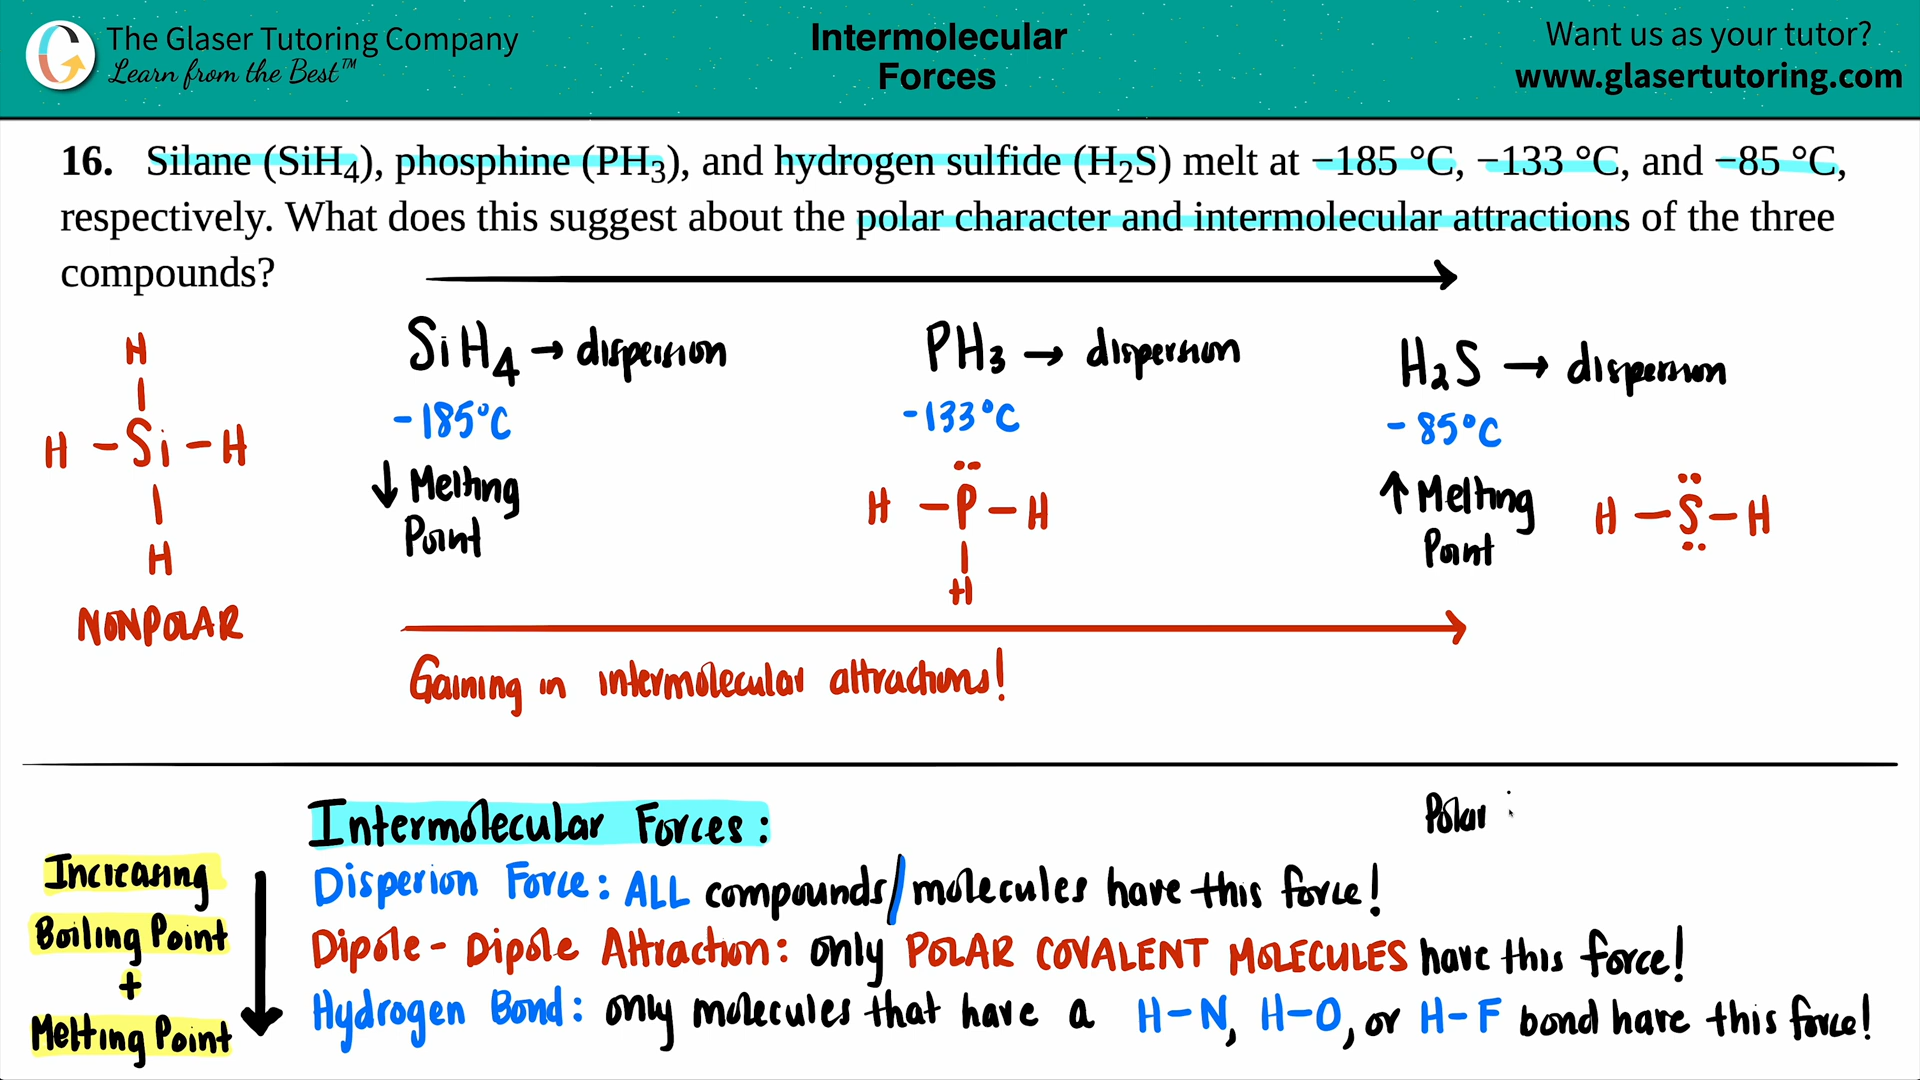 The Glaser Tutoring Company
Learn from the Best™
Intermolecular
Forces
Want us as your tutor?
www.glasertutoring.com
16. Silane (SiH₄), phosphine (PH₃), and hydrogen sulfide (H₂S) melt at −185 °C, −133 °C, and −85 °C,
respectively. What does this suggest about the polar character and intermolecular attractions of the three
compounds?
SiH₄ → dispersion
-185°C
↓ Melting
Point
PH₃ → dispersion
-133°C
H₂S → dispersion
-85°C
↑ Melting
Point
H
H - Si - H
H
NONPOLAR
H - P - H
H
H - S - H
Gaining in intermolecular attractions!
Polar :
Intermolecular Forces:
Increasing
Boiling Point
+
Melting Point
Disperion Force: ALL compounds/molecules have this force!
Dipole - Dipole Attraction: only POLAR COVALENT MOLECULES have this force!
Hydrogen Bond: only molecules that have a H-N, H-O, or H-F bond have this force!